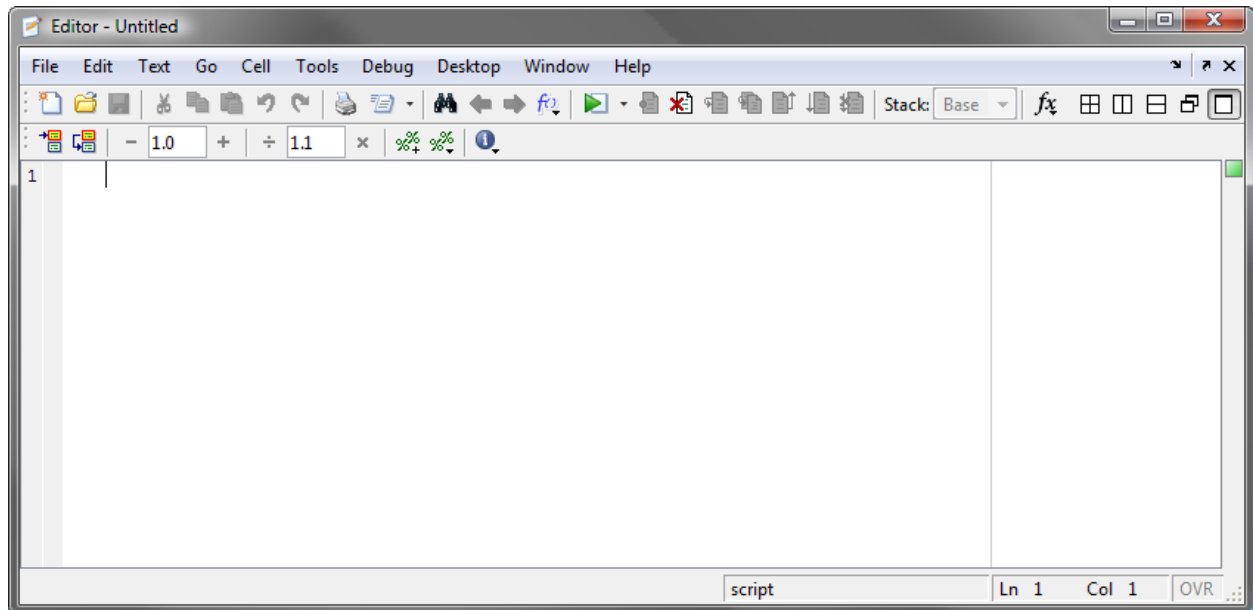 Editor - Untitled
File Edit Text Go Cell Tools Debug Desktop Window Help
Stack: Base fx
− 1.0 + ÷ 1.1 ×
1
script Ln 1 Col 1 OVR